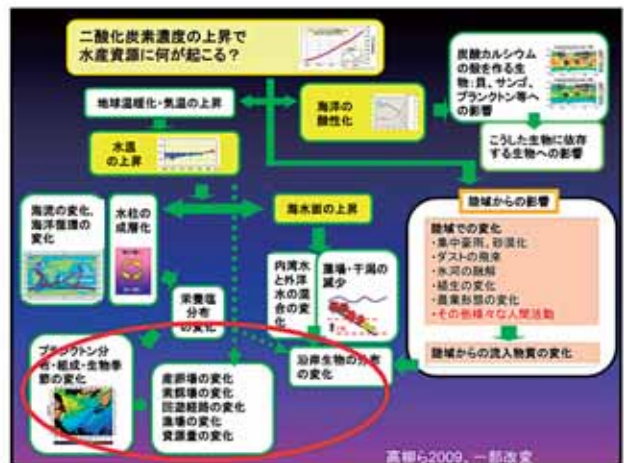 二酸化炭素濃度の上昇で
水産資源に何が起こる?
地球温暖化・気温の上昇
海洋の
酸性化
炭酸カルシウム
の殻を作る生
物:貝、サンゴ、
プランクトン等へ
の影響
こうした生物に依存
する生物への影響
水温
の上昇
海流の変化、
海洋循環の
変化
水柱の
成層化
海水面の上昇
内湾水
と外洋
水の混
合の変
化
藻場・干潟の
減少
栄養塩
分布
の変化
プランクトン分
布・組成・生物季
節の変化
産卵場の変化
索餌場の変化
回遊経路の変化
漁場の変化
資源量の変化
沿岸生物の分布
の変化
陸域からの影響
陸域での変化
・集中豪雨、砂漠化
・ダストの飛来
・氷河の融解
・植生の変化
・農業形態の変化
・その他様々な人間活動
陸域からの流入物質の変化
高柳ら2009、一部改変